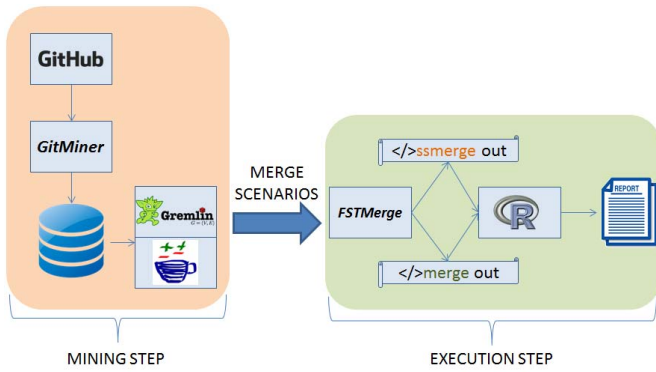 GitHub
GitMiner
Gremlin
G = (V, E)
MINING STEP
MERGE
SCENARIOS
</>ssmerge out
FSTMerge
R
REPORT
</>merge out
EXECUTION STEP